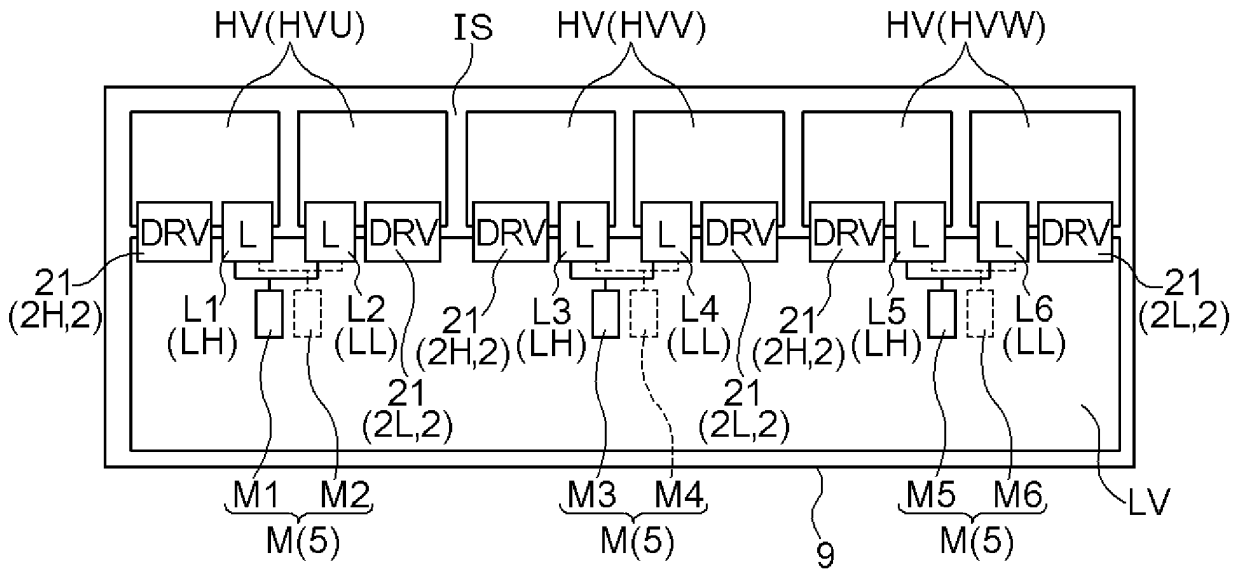 HV(HVU) IS HV(HVV) HV(HVW)
DRV L L DRV DRV L L DRV DRV L L DRV
21 (2H,2) L1 (LH) L2 (LL) 21 (2L,2) 21 (2H,2) L3 (LH) L4 (LL) 21 (2L,2) 21 (2H,2) L5 (LH) L6 (LL) 21 (2L,2)
M1 M2 M3 M4 M5 M6 LV
M(5) M(5) 9 M(5)